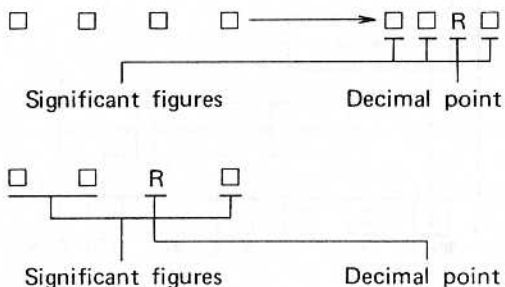 □ □ □ □ → □ □ R □
Significant figures Decimal point
□ □ R □
Significant figures Decimal point